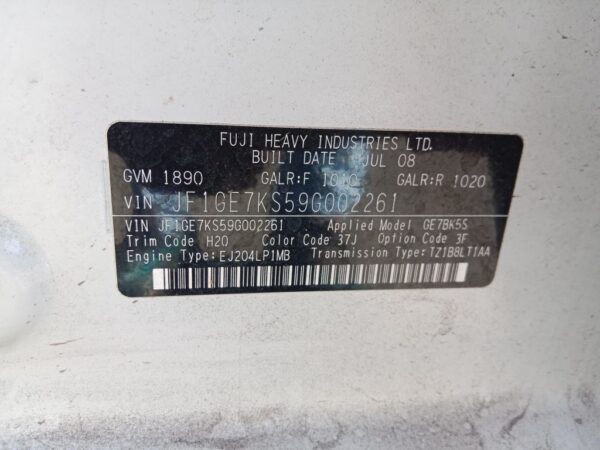 FUJI HEAVY INDUSTRIES LTD.
BUILT DATE JUL 08
GVM 1890 GALR:F 1010 GALR:R 1020
VIN JF1GE7KS59G002261
VIN JF1GE7KS59G002261 Applied Model GE7BK5S
Trim Code H20 Color Code 37J Option Code 3F
Engine Type:EJ204LP1MB Transmission Type:TZ1B8LT1AA